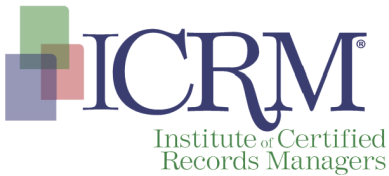 ICRM®
Institute of Certified
Records Managers